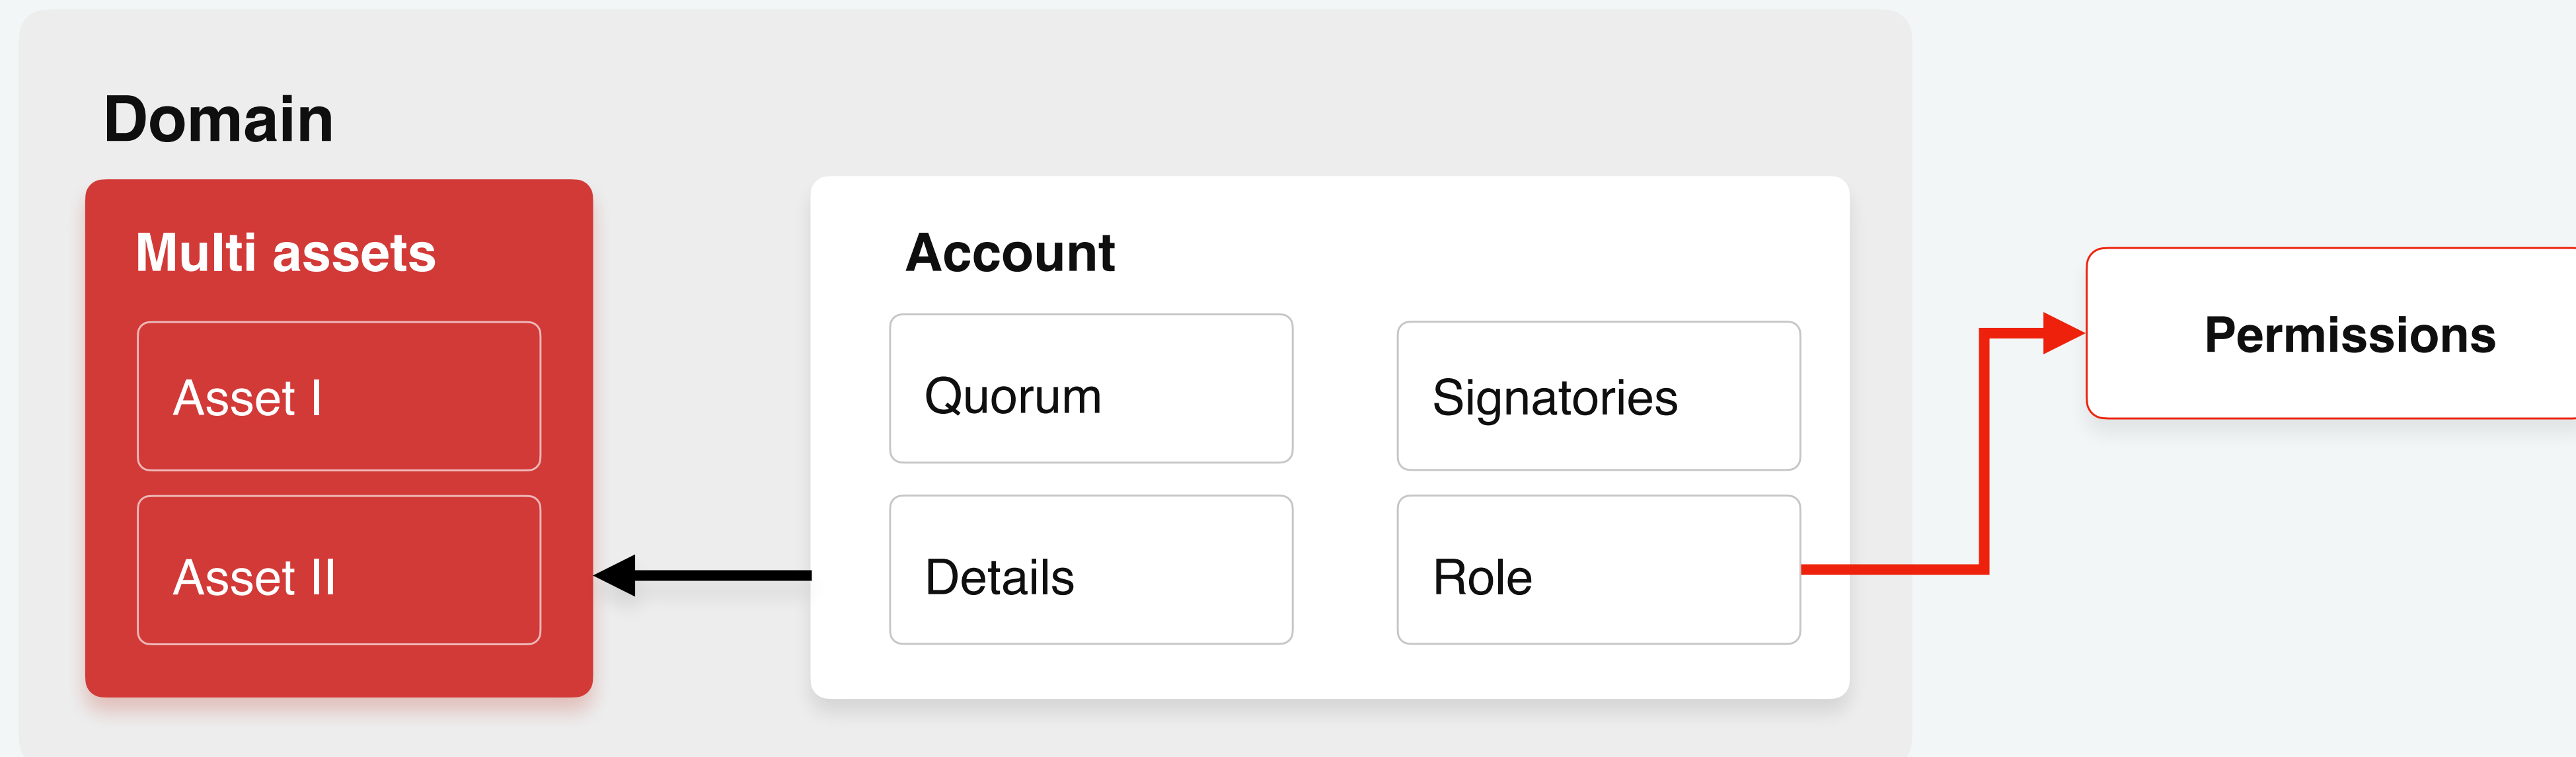 Domain
Multi assets
Asset I
Asset II
Account
Quorum
Signatories
Details
Role
Permissions